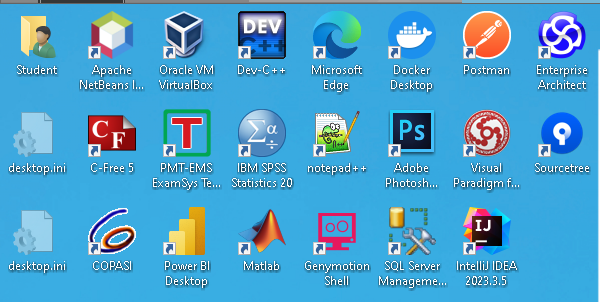 DEV
C++
Student
Apache
NetBeans I...
Oracle VM
VirtualBox
Dev-C++
Microsoft
Edge
Docker
Desktop
Postman
Enterprise
Architect
CF
T
Σα
÷
Ps
desktop.ini
C-Free 5
PMT-EMS
ExamSys Te...
IBM SPSS
Statistics 20
notepad++
Adobe
Photosh...
Visual
Paradigm f...
Sourcetree
IJ
desktop.ini
COPASI
Power BI
Desktop
Matlab
Genymotion
Shell
SQL Server
Manageme...
IntelliJ IDEA
2023.3.5